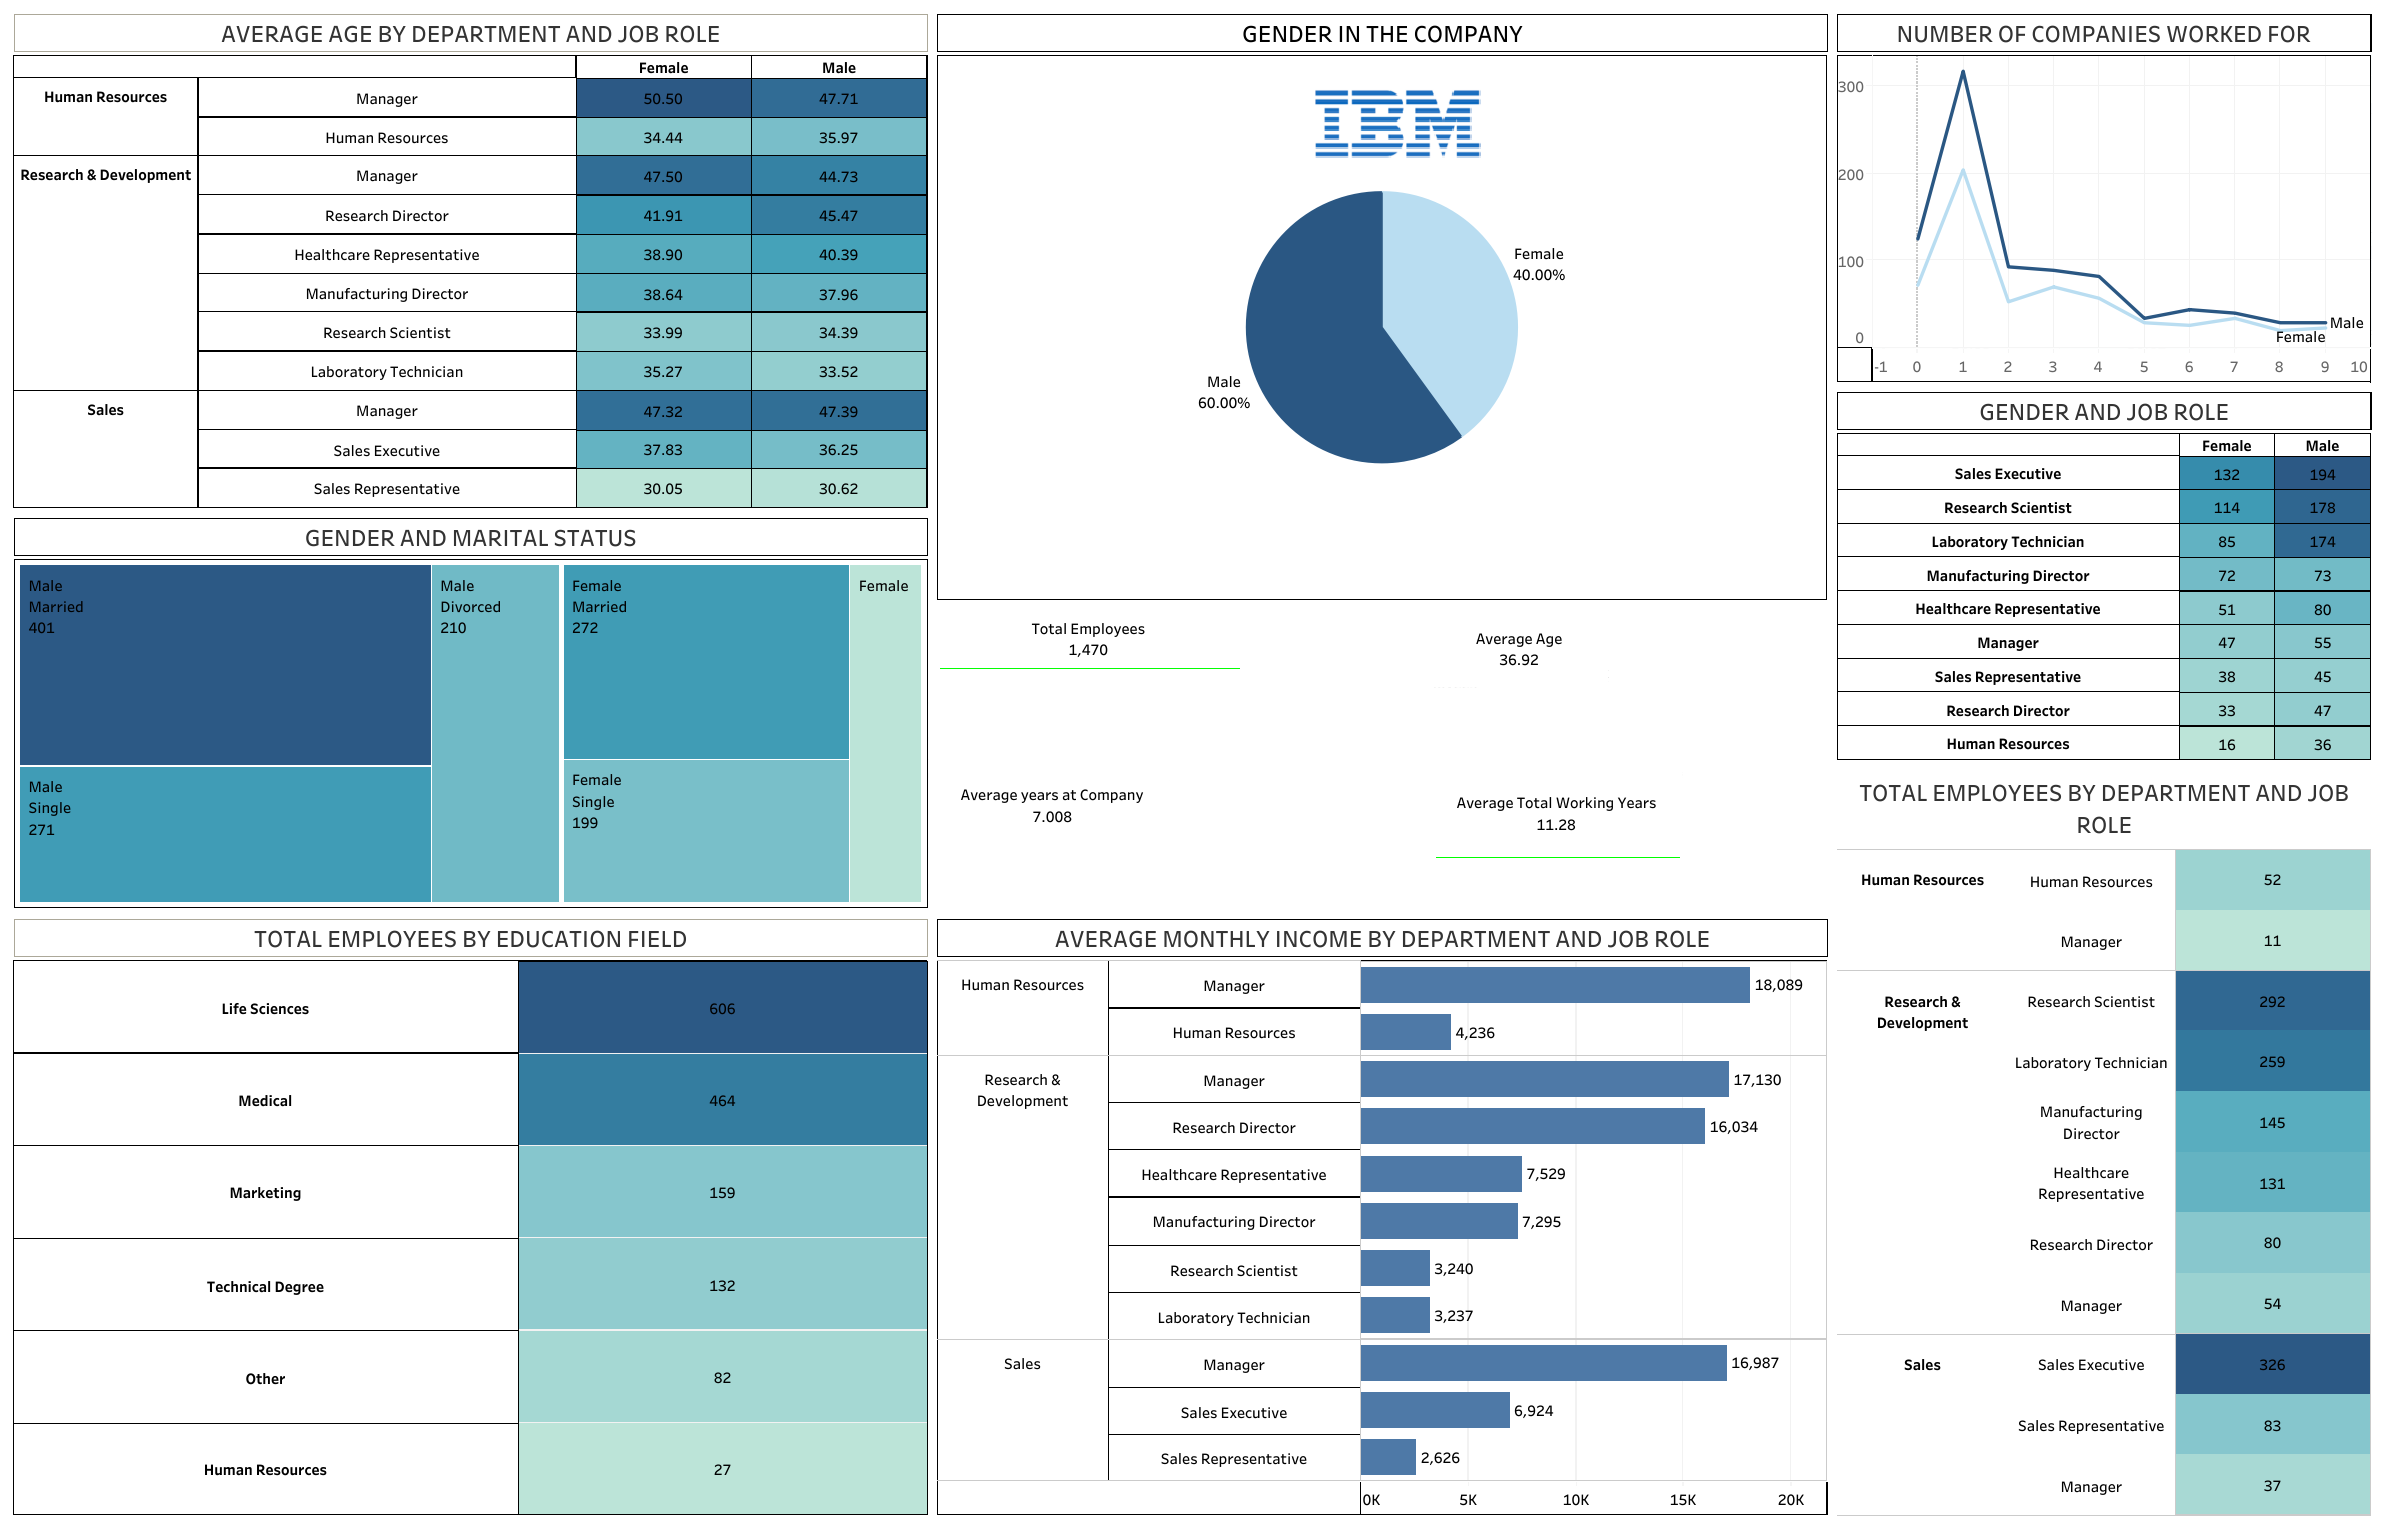 AVERAGE AGE BY DEPARTMENT AND JOB ROLE
Female Male
Human Resources Manager 50.50 47.71
Human Resources 34.44 35.97
Research & Development Manager 47.50 44.73
Research Director 41.91 45.47
Healthcare Representative 38.90 40.39
Manufacturing Director 38.64 37.96
Research Scientist 33.99 34.39
Laboratory Technician 35.27 33.52
Sales Manager 47.32 47.39
Sales Executive 37.83 36.25
Sales Representative 30.05 30.62
GENDER AND MARITAL STATUS
Male
Married
401
Male
Single
271
Male
Divorced
210
Female
Married
272
Female
Single
199
Female
TOTAL EMPLOYEES BY EDUCATION FIELD
Life Sciences 606
Medical 464
Marketing 159
Technical Degree 132
Other 82
Human Resources 27
GENDER IN THE COMPANY
IBM
Female
40.00%
Male
60.00%
Total Employees
1,470
Average Age
36.92
Average years at Company
7.008
Average Total Working Years
11.28
AVERAGE MONTHLY INCOME BY DEPARTMENT AND JOB ROLE
Human Resources Manager 18,089
Human Resources 4,236
Research &
Development
Manager 17,130
Research Director 16,034
Healthcare Representative 7,529
Manufacturing Director 7,295
Research Scientist 3,240
Laboratory Technician 3,237
Sales Manager 16,987
Sales Executive 6,924
Sales Representative 2,626
0K 5K 10K 15K 20K
NUMBER OF COMPANIES WORKED FOR
300
200
100
0
Male
Female
-1 0 1 2 3 4 5 6 7 8 9 10
GENDER AND JOB ROLE
Female Male
Sales Executive 132 194
Research Scientist 114 178
Laboratory Technician 85 174
Manufacturing Director 72 73
Healthcare Representative 51 80
Manager 47 55
Sales Representative 38 45
Research Director 33 47
Human Resources 16 36
TOTAL EMPLOYEES BY DEPARTMENT AND JOB
ROLE
Human Resources Human Resources 52
Manager 11
Research &
Development
Research Scientist 292
Laboratory Technician 259
Manufacturing
Director
145
Healthcare
Representative
131
Research Director 80
Manager 54
Sales Sales Executive 326
Sales Representative 83
Manager 37